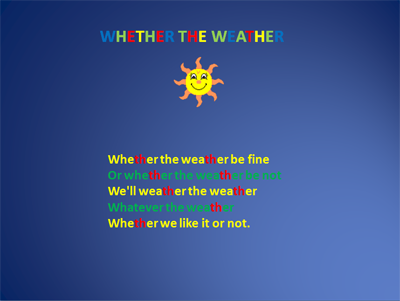 WHETHER THE WEATHER
Whether the weather be fine
Or whether the weather be not.
We'll weather the weather
Whatever the weather
Whether we like it or not.